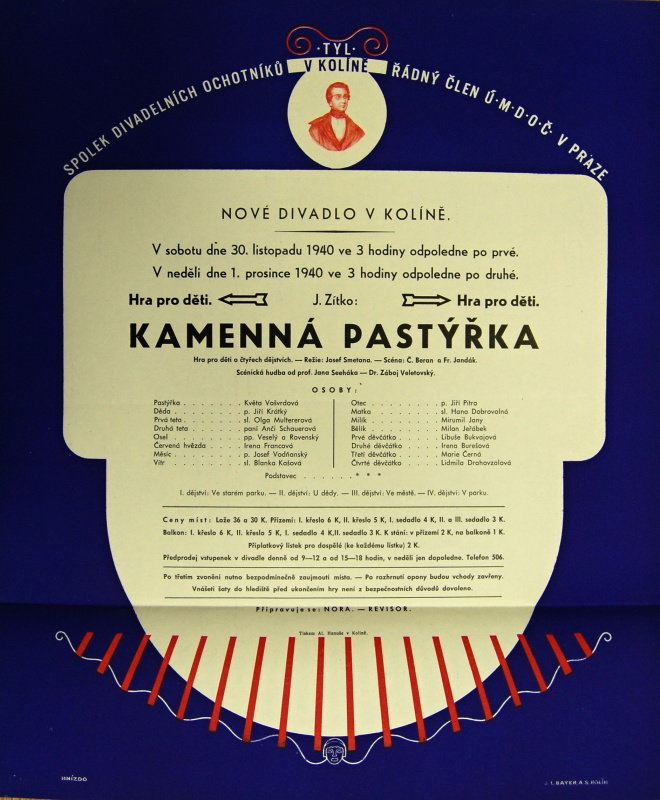 ·TYL·
V KOLÍNĚ
SPOLEK DIVADELNÍCH OCHOTNÍKŮ
ŘÁDNÝ ČLEN Ú·M·D·O·Č· V PRAZE
NOVÉ DIVADLO V KOLÍNĚ.
V sobotu dne 30. listopadu 1940 ve 3 hodiny odpoledne po prvé.
V neděli dne 1. prosince 1940 ve 3 hodiny odpoledne po druhé.
Hra pro děti. J. Zítko: Hra pro děti.
KAMENNÁ PASTÝŘKA
Hra pro děti o čtyřech dějstvích. — Režie: Josef Smetana. — Scéna: Č. Beran a Fr. Jandák.
Scénická hudba od prof. Jana Seeháka — Dr. Záboj Veletovský.
OSOBY:
Pastýřka . . . . . . . . Květa Vošvrdová
Děda . . . . . . . . . p. Jiří Krátký
Prvá teta . . . . . . . sl. Olga Multererová
Druhá teta . . . . . . paní Anči Schauerová
Osel . . . . . . . . . pp. Veselý a Rovenský
Červená hvězda . . . . Irena Francová
Měsíc . . . . . . . . . p. Josef Vodňanský
Vítr . . . . . . . . . sl. Blanka Kašová
Otec . . . . . . . . . p. Jiří Pitra
Matka . . . . . . . . sl. Hana Dobrovolná
Milík . . . . . . . . . Mirumil Jany
Bělík . . . . . . . . . Milan Jeřábek
Prvé děvčátko . . . . . Libuše Bukvajová
Druhé děvčátko . . . . Irena Burešová
Třetí děvčátko . . . . . Marie Černá
Čtvrté děvčátko . . . . Lidmila Drahovzalová
Podstavec . . . . . . * * *
I. dějství: Ve starém parku. — II. dějství: U dědy. — III. dějství: Ve městě. — IV. dějství: V parku.
Ceny míst: Lože 36 a 30 K. Přízemí: I. křeslo 6 K, II. křeslo 5 K, I. sedadlo 4 K, II. a III. sedadlo 3 K.
Balkon: I. křeslo 6 K, II. křeslo 5 K, I. sedadlo 4 K, II. sedadlo 3 K. K stání: v přízemí 2 K, na balkoně 1 K.
Příplatkový lístek pro dospělé (ke každému lístku) 2 K.
Předprodej vstupenek v divadle denně od 9—12 a od 15—18 hodin, v neděli jen dopoledne. Telefon 506.
Po třetím zvonění nutno bezpodmínečně zaujmouti místo. — Po rozhrnutí opony budou vchody zavřeny.
Vnášeti šaty do hlediště před ukončením hry není z bezpečnostních důvodů dovoleno.
Připravuje se: NORA. — REVISOR.
Tiskem Al. Hanuše v Kolíně.
HNÍZDO
J. L. BAYER A.S. KOLÍN